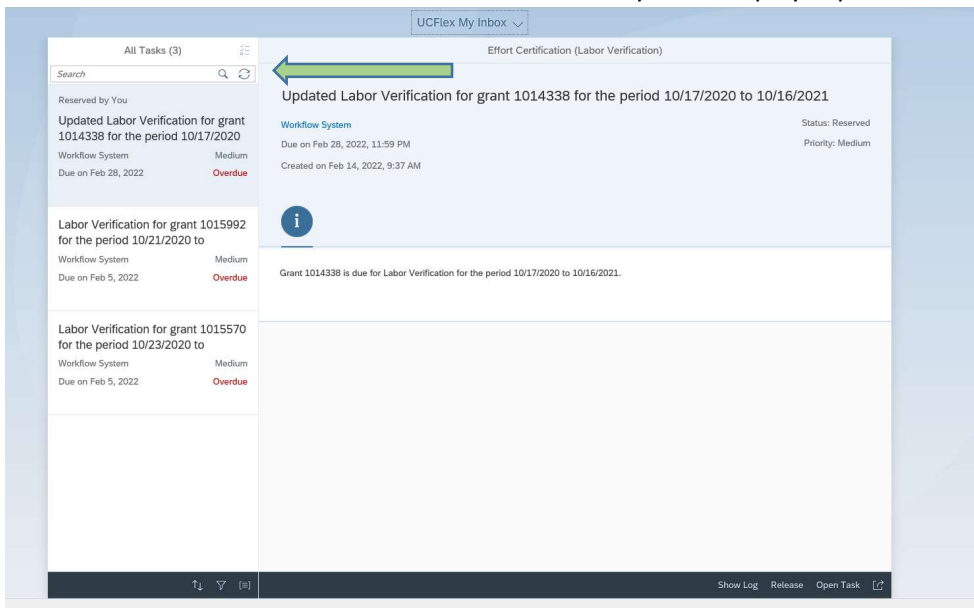 UCFlex My Inbox
All Tasks (3)
Search
Reserved by You
Updated Labor Verification for grant
1014338 for the period 10/17/2020
Workflow System Medium
Due on Feb 28, 2022 Overdue
Labor Verification for grant 1015992
for the period 10/21/2020 to
Workflow System Medium
Due on Feb 5, 2022 Overdue
Labor Verification for grant 1015570
for the period 10/23/2020 to
Workflow System Medium
Due on Feb 5, 2022 Overdue
Effort Certification (Labor Verification)
Updated Labor Verification for grant 1014338 for the period 10/17/2020 to 10/16/2021
Workflow System Status: Reserved
Due on Feb 28, 2022, 11:59 PM Priority: Medium
Created on Feb 14, 2022, 9:37 AM
i
Grant 1014338 is due for Labor Verification for the period 10/17/2020 to 10/16/2021.
Show Log Release Open Task